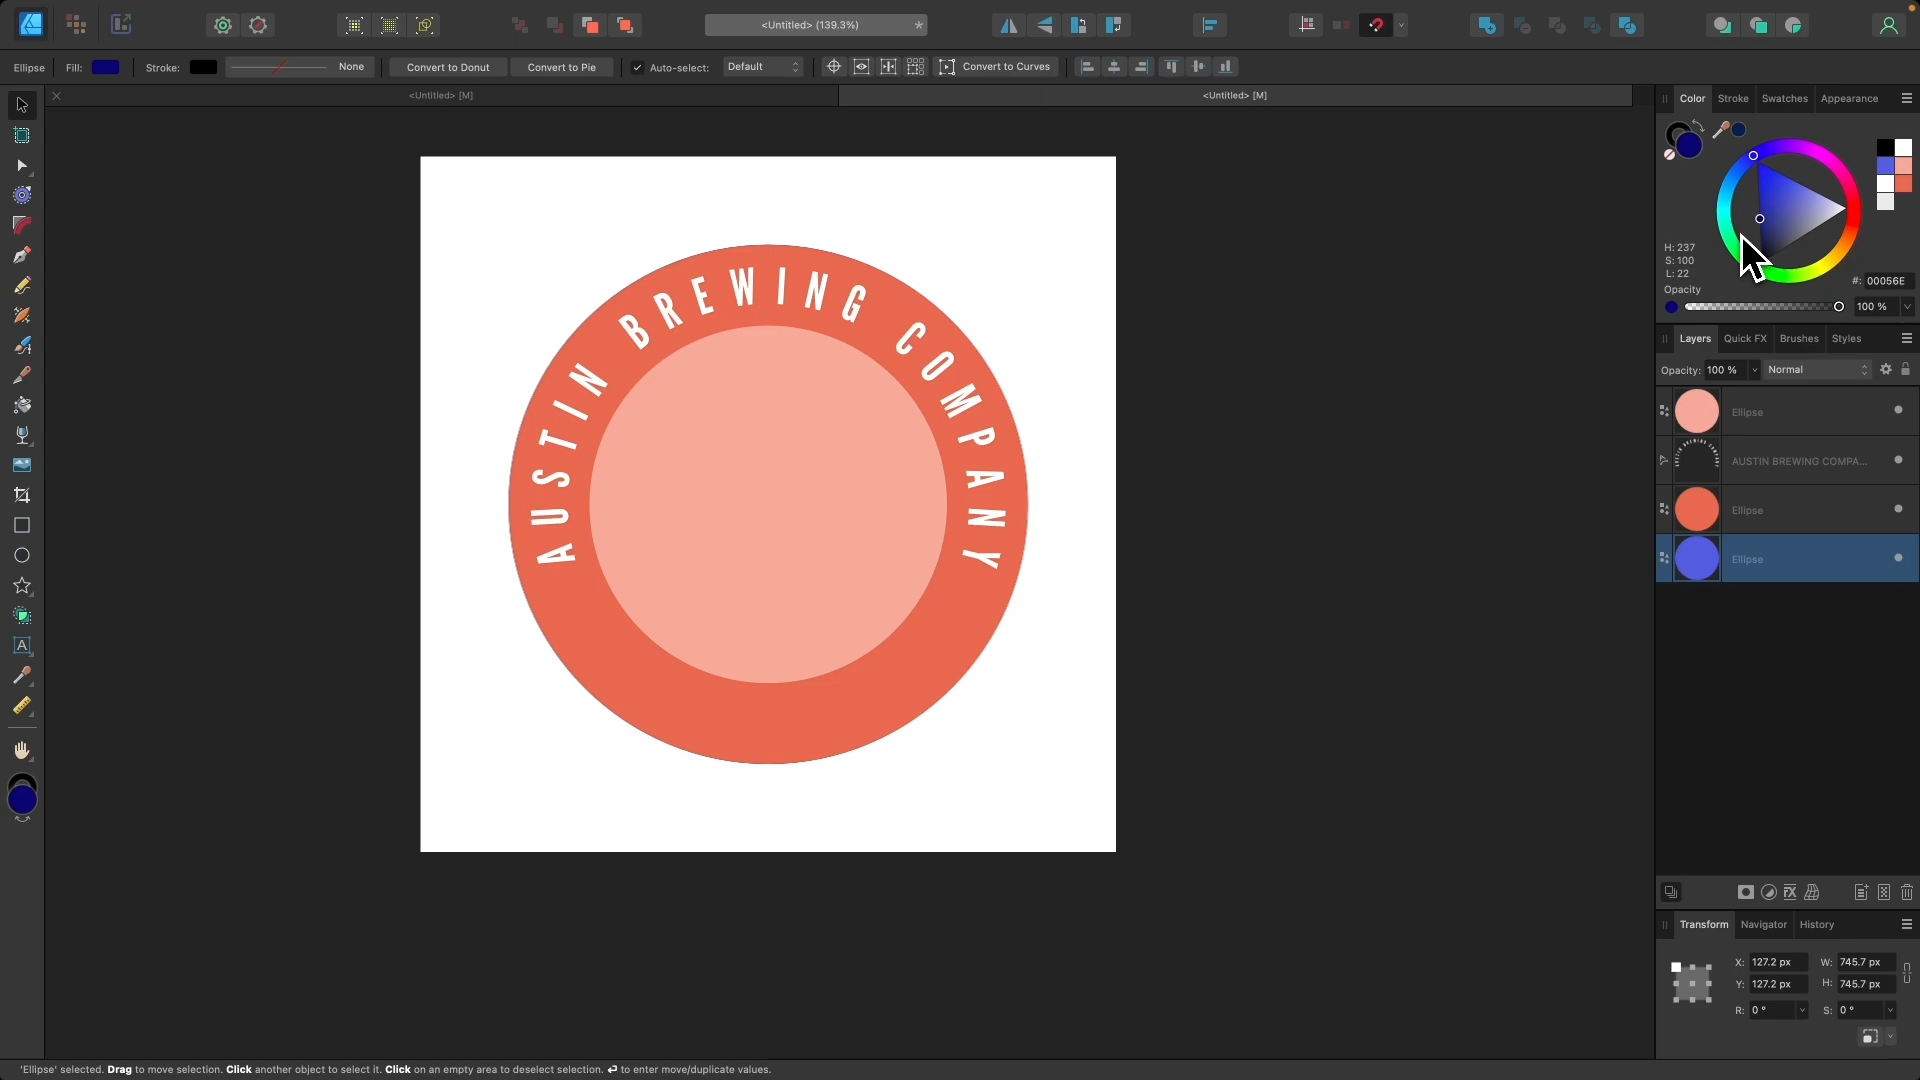 <Untitled> (139.3%)
*
Ellipse
Fill:
Stroke:
None
Convert to Donut
Convert to Pie
Auto-select:
Default
Convert to Curves
<Untitled> [M]
<Untitled> [M]
Color
Stroke
Swatches
Appearance
H: 237
S: 100
L: 22
#: 00056E
Opacity
100 %
Layers
Quick FX
Brushes
Styles
Opacity: 100 %
Normal
Ellipse
AUSTIN BREWING COMPA...
Ellipse
Ellipse
AUSTIN BREWING COMPANY
Transform
Navigator
History
X: 127.2 px
W: 745.7 px
Y: 127.2 px
H: 745.7 px
R: 0 °
S: 0 °
'Ellipse' selected. Drag to move selection. Click another object to select it. Click on an empty area to deselect selection. ⏎ to enter move/duplicate values.